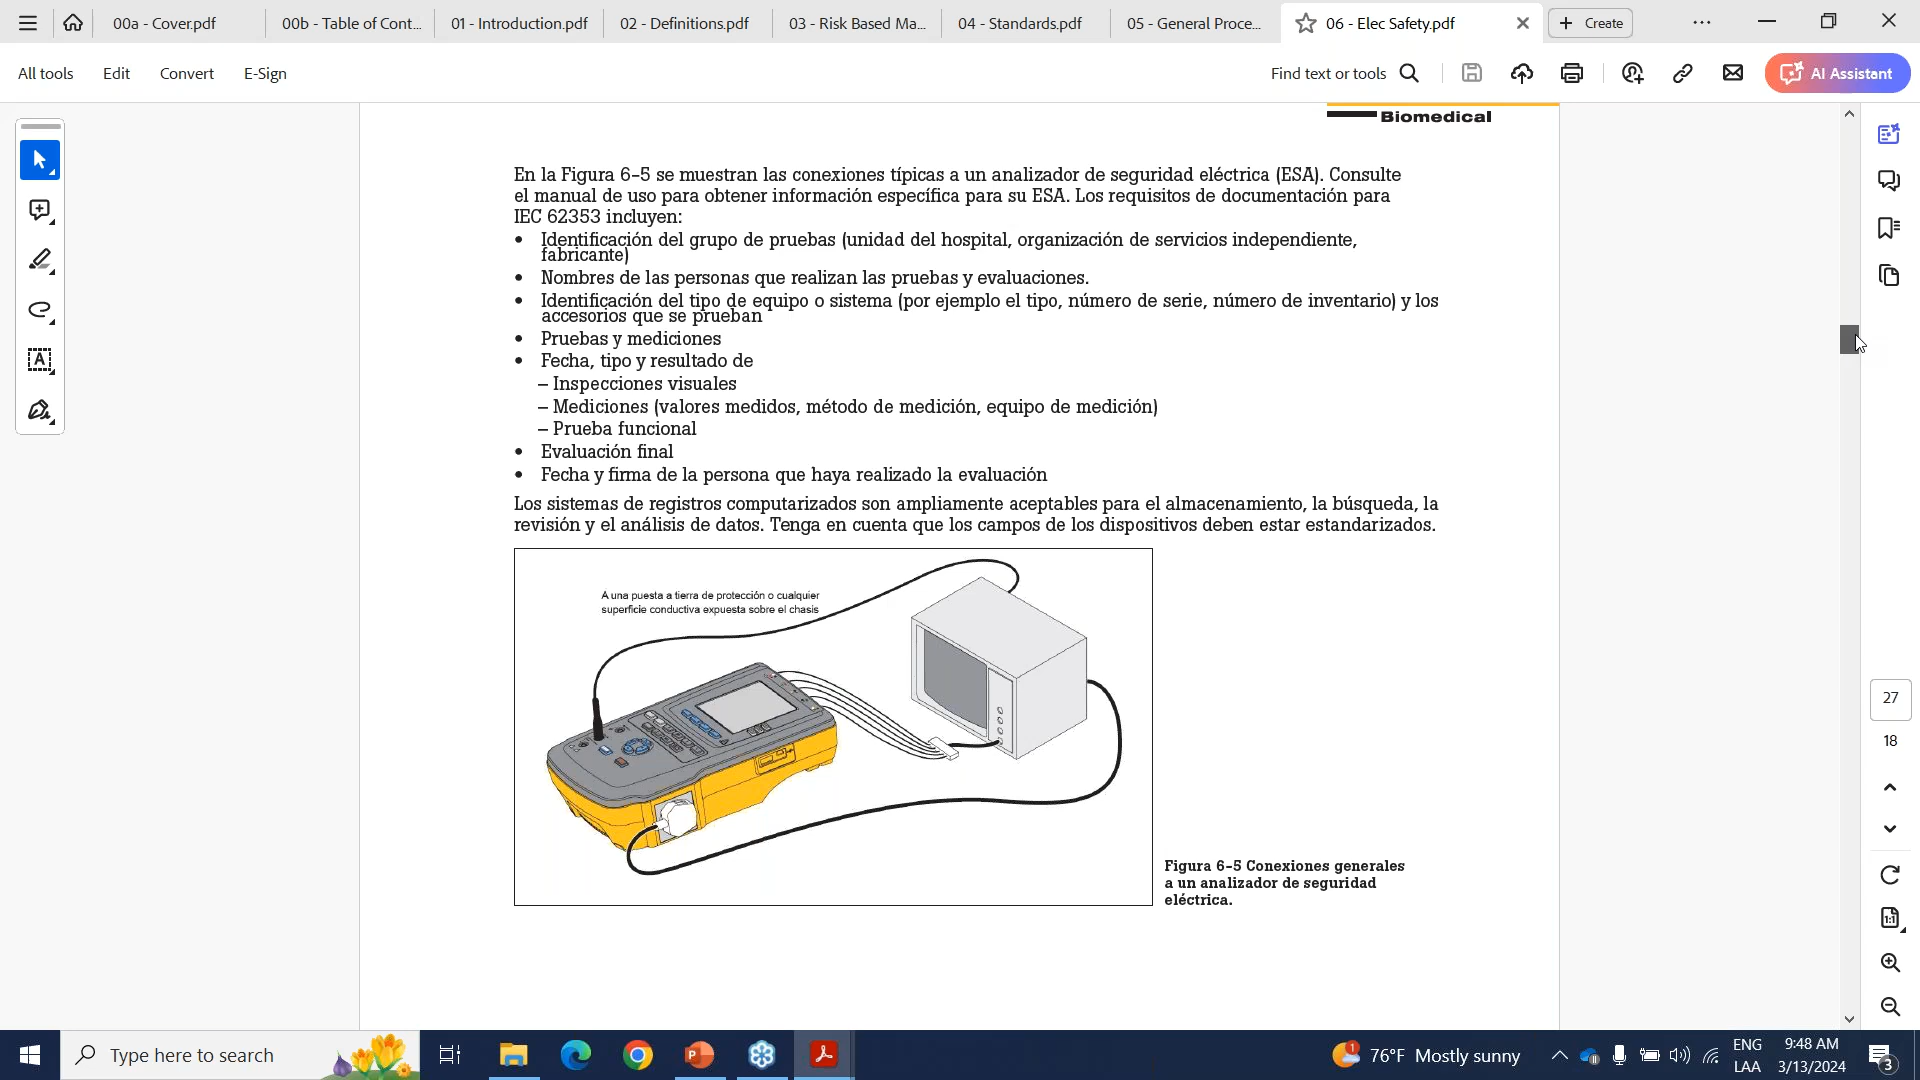 00a - Cover.pdf
00b - Table of Cont...
01 - Introduction.pdf
02 - Definitions.pdf
03 - Risk Based Ma...
04 - Standards.pdf
05 - General Proce...
06 - Elec Safety.pdf
Create
All tools
Edit
Convert
E-Sign
Find text or tools
AI Assistant
Biomedical
En la Figura 6-5 se muestran las conexiones típicas a un analizador de seguridad eléctrica (ESA). Consulte
el manual de uso para obtener información específica para su ESA. Los requisitos de documentación para
IEC 62353 incluyen:
• Identificación del grupo de pruebas (unidad del hospital, organización de servicios independiente,
fabricante)
• Nombres de las personas que realizan las pruebas y evaluaciones.
• Identificación del tipo de equipo o sistema (por ejemplo el tipo, número de serie, número de inventario) y los
accesorios que se prueban
• Pruebas y mediciones
• Fecha, tipo y resultado de
– Inspecciones visuales
– Mediciones (valores medidos, método de medición, equipo de medición)
– Prueba funcional
• Evaluación final
• Fecha y firma de la persona que haya realizado la evaluación
Los sistemas de registros computarizados son ampliamente aceptables para el almacenamiento, la búsqueda, la
revisión y el análisis de datos. Tenga en cuenta que los campos de los dispositivos deben estar estandarizados.
A una puesta a tierra de protección o cualquier
superficie conductiva expuesta sobre el chasis
Figura 6-5 Conexiones generales
a un analizador de seguridad
eléctrica.
27
18
Type here to search
1
76°F Mostly sunny
ENG
LAA
9:48 AM
3/13/2024
3